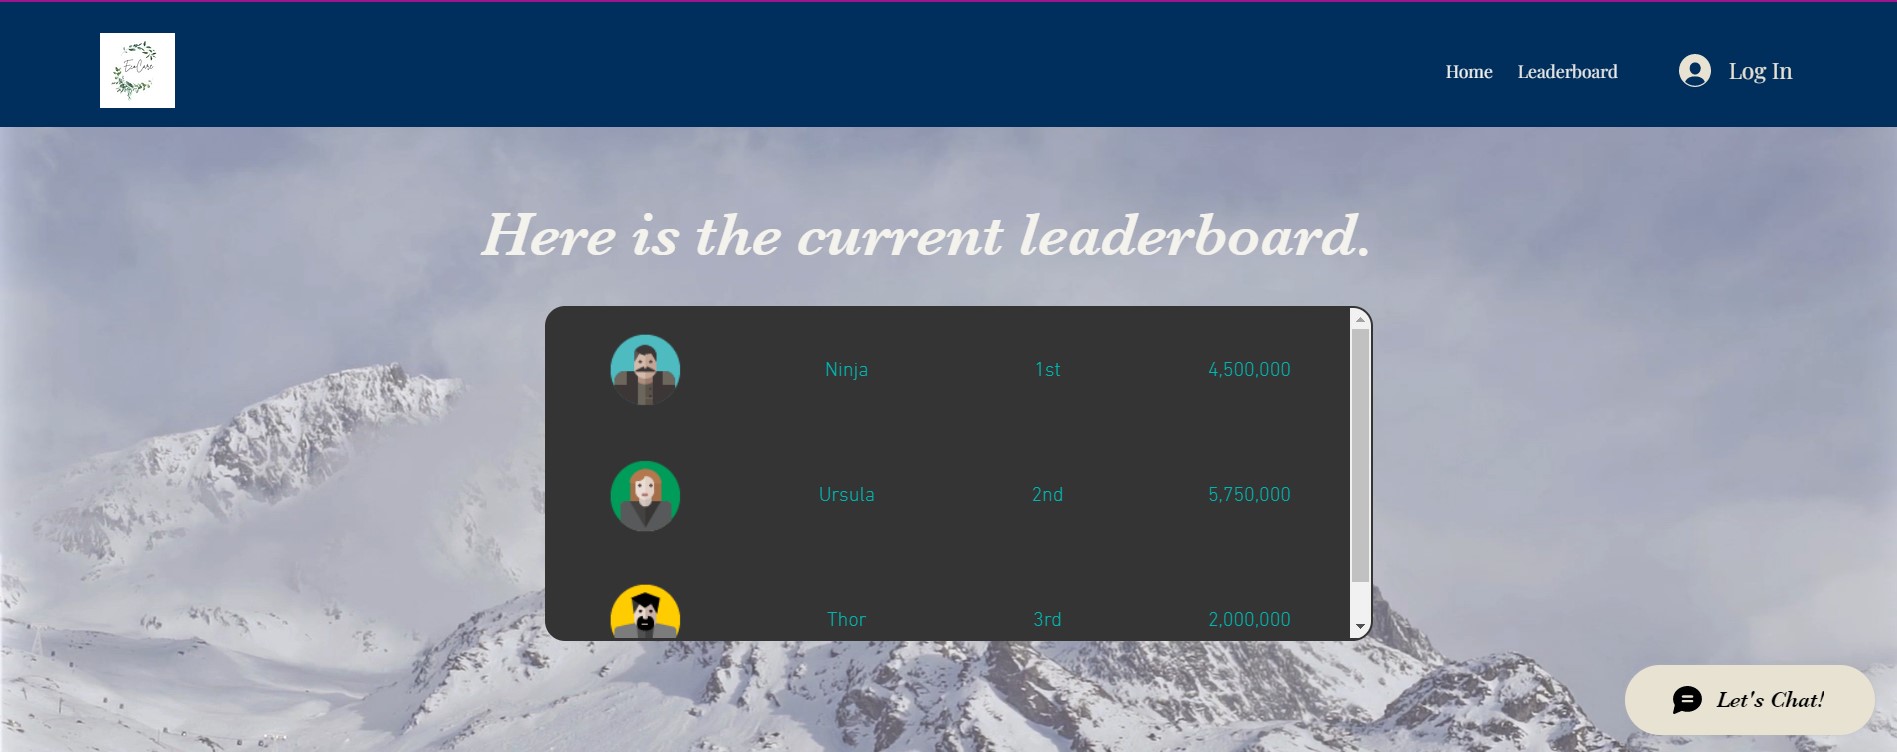 EcoCare
Home Leaderboard Log In
Here is the current leaderboard.
Ninja 1st 4,500,000
Ursula 2nd 5,750,000
Thor 3rd 2,000,000
Let's Chat!